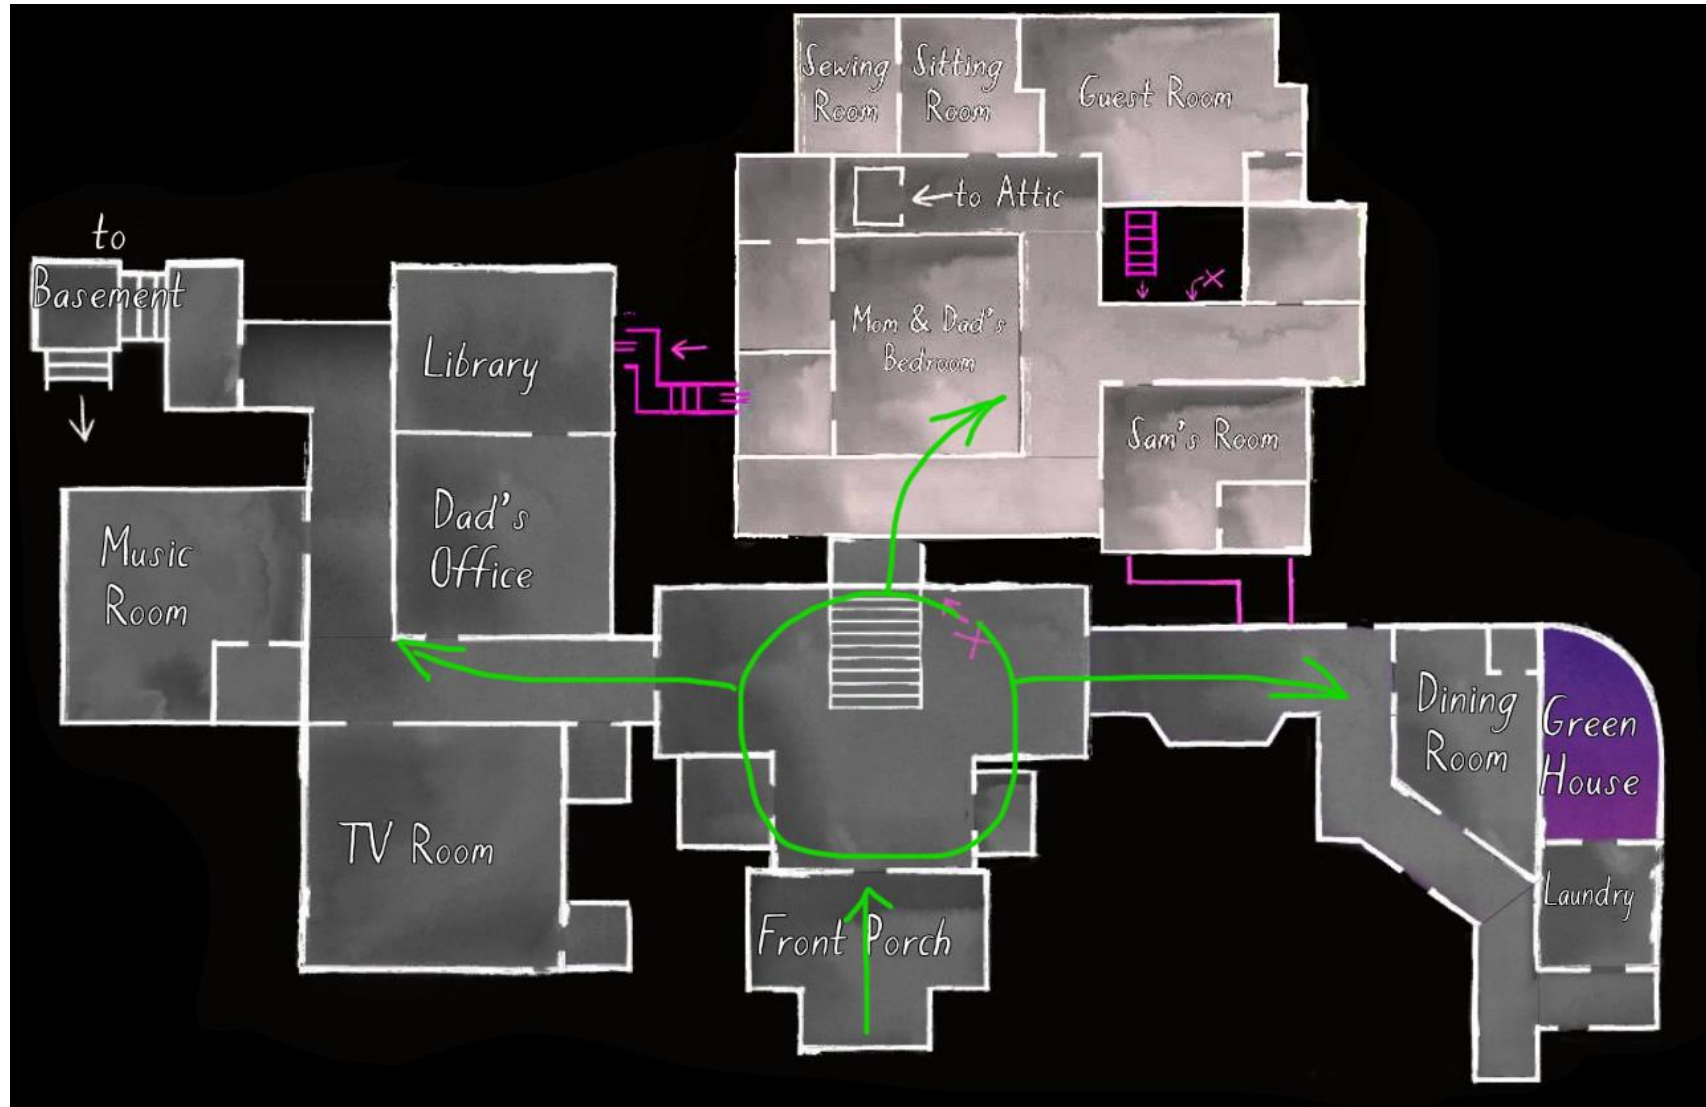 Sewing
Room
Sitting
Room
Guest Room
to Attic
Mom & Dad's
Bedroom
Sam's Room
to
Basement
Library
Dad's
Office
Music
Room
TV Room
Front Porch
Dining
Room
Green
House
Laundry